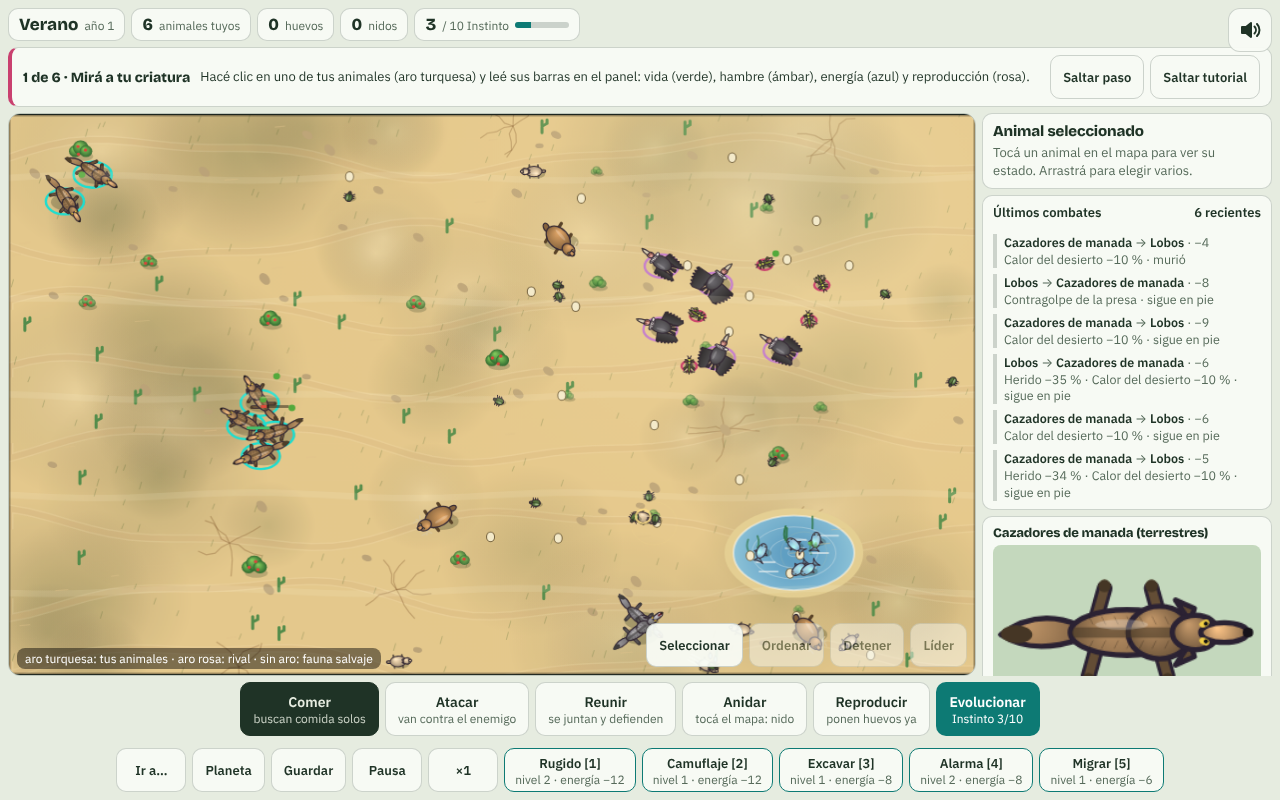 Verano año 1
6 animales tuyos
0 huevos
0 nidos
3 / 10 Instinto
1 de 6 · Mirá a tu criatura
Hacé clic en uno de tus animales (aro turquesa) y leé sus barras en el panel: vida (verde), hambre (ámbar), energía (azul) y reproducción (rosa).
Saltar paso
Saltar tutorial
Animal seleccionado
Tocá un animal en el mapa para ver su
estado. Arrastrá para elegir varios.
Últimos combates 6 recientes
Cazadores de manada → Lobos · −4
Calor del desierto −10 % · murió
Lobos → Cazadores de manada · −8
Contragolpe de la presa · sigue en pie
Cazadores de manada → Lobos · −9
Calor del desierto −10 % · sigue en pie
Lobos → Cazadores de manada · −6
Herido −35 % · Calor del desierto −10 % ·
sigue en pie
Cazadores de manada → Lobos · −6
Calor del desierto −10 % · sigue en pie
Cazadores de manada → Lobos · −5
Herido −34 % · Calor del desierto −10 % ·
sigue en pie
Cazadores de manada (terrestres)
aro turquesa: tus animales · aro rosa: rival · sin aro: fauna salvaje
Seleccionar
Ordenar
Detener
Líder
Comer
buscan comida solos
Atacar
van contra el enemigo
Reunir
se juntan y defienden
Anidar
tocá el mapa: nido
Reproducir
ponen huevos ya
Evolucionar
Instinto 3/10
Ir a...
Planeta
Guardar
Pausa
×1
Rugido [1]
nivel 2 · energía −12
Camuflaje [2]
nivel 1 · energía −12
Excavar [3]
nivel 1 · energía −8
Alarma [4]
nivel 2 · energía −8
Migrar [5]
nivel 1 · energía −6